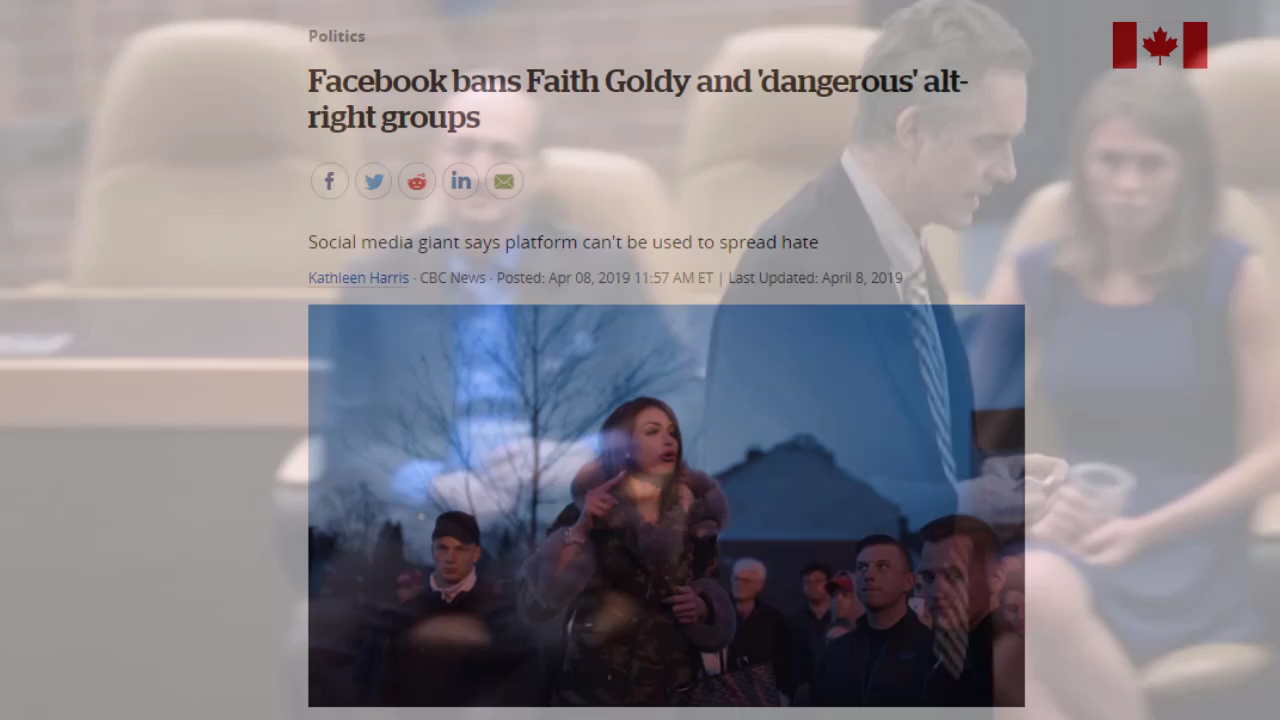 Politics
Facebook bans Faith Goldy and 'dangerous' alt-
right groups
Social media giant says platform can't be used to spread hate
Kathleen Harris · CBC News · Posted: Apr 08, 2019 11:57 AM ET | Last Updated: April 8, 2019